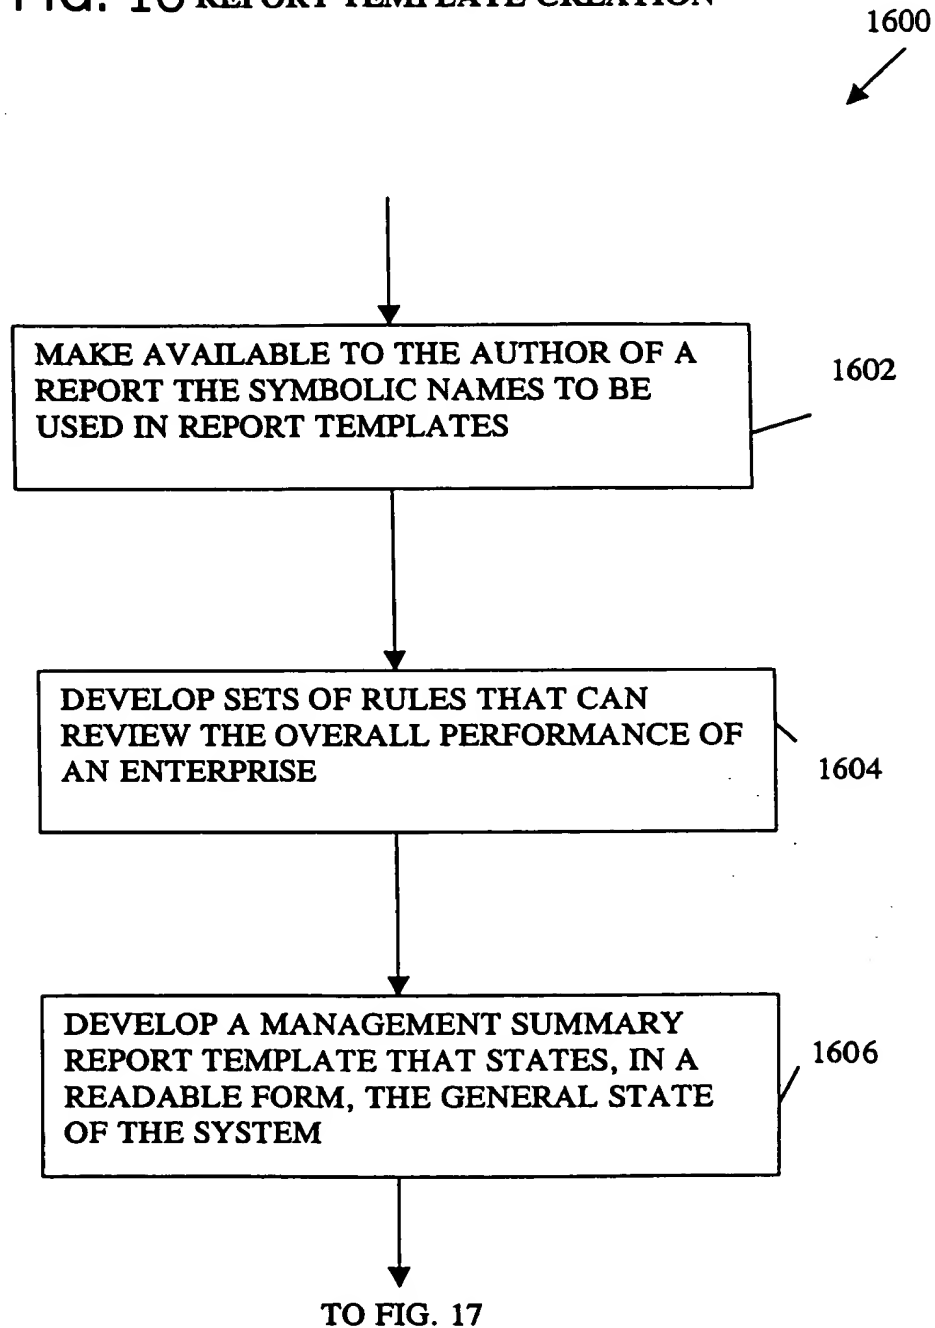 FIG. 16 REPORT TEMPLATE CREATION
1600
MAKE AVAILABLE TO THE AUTHOR OF A
REPORT THE SYMBOLIC NAMES TO BE
USED IN REPORT TEMPLATES
1602
DEVELOP SETS OF RULES THAT CAN
REVIEW THE OVERALL PERFORMANCE OF
AN ENTERPRISE
1604
DEVELOP A MANAGEMENT SUMMARY
REPORT TEMPLATE THAT STATES, IN A
READABLE FORM, THE GENERAL STATE
OF THE SYSTEM
1606
TO FIG. 17